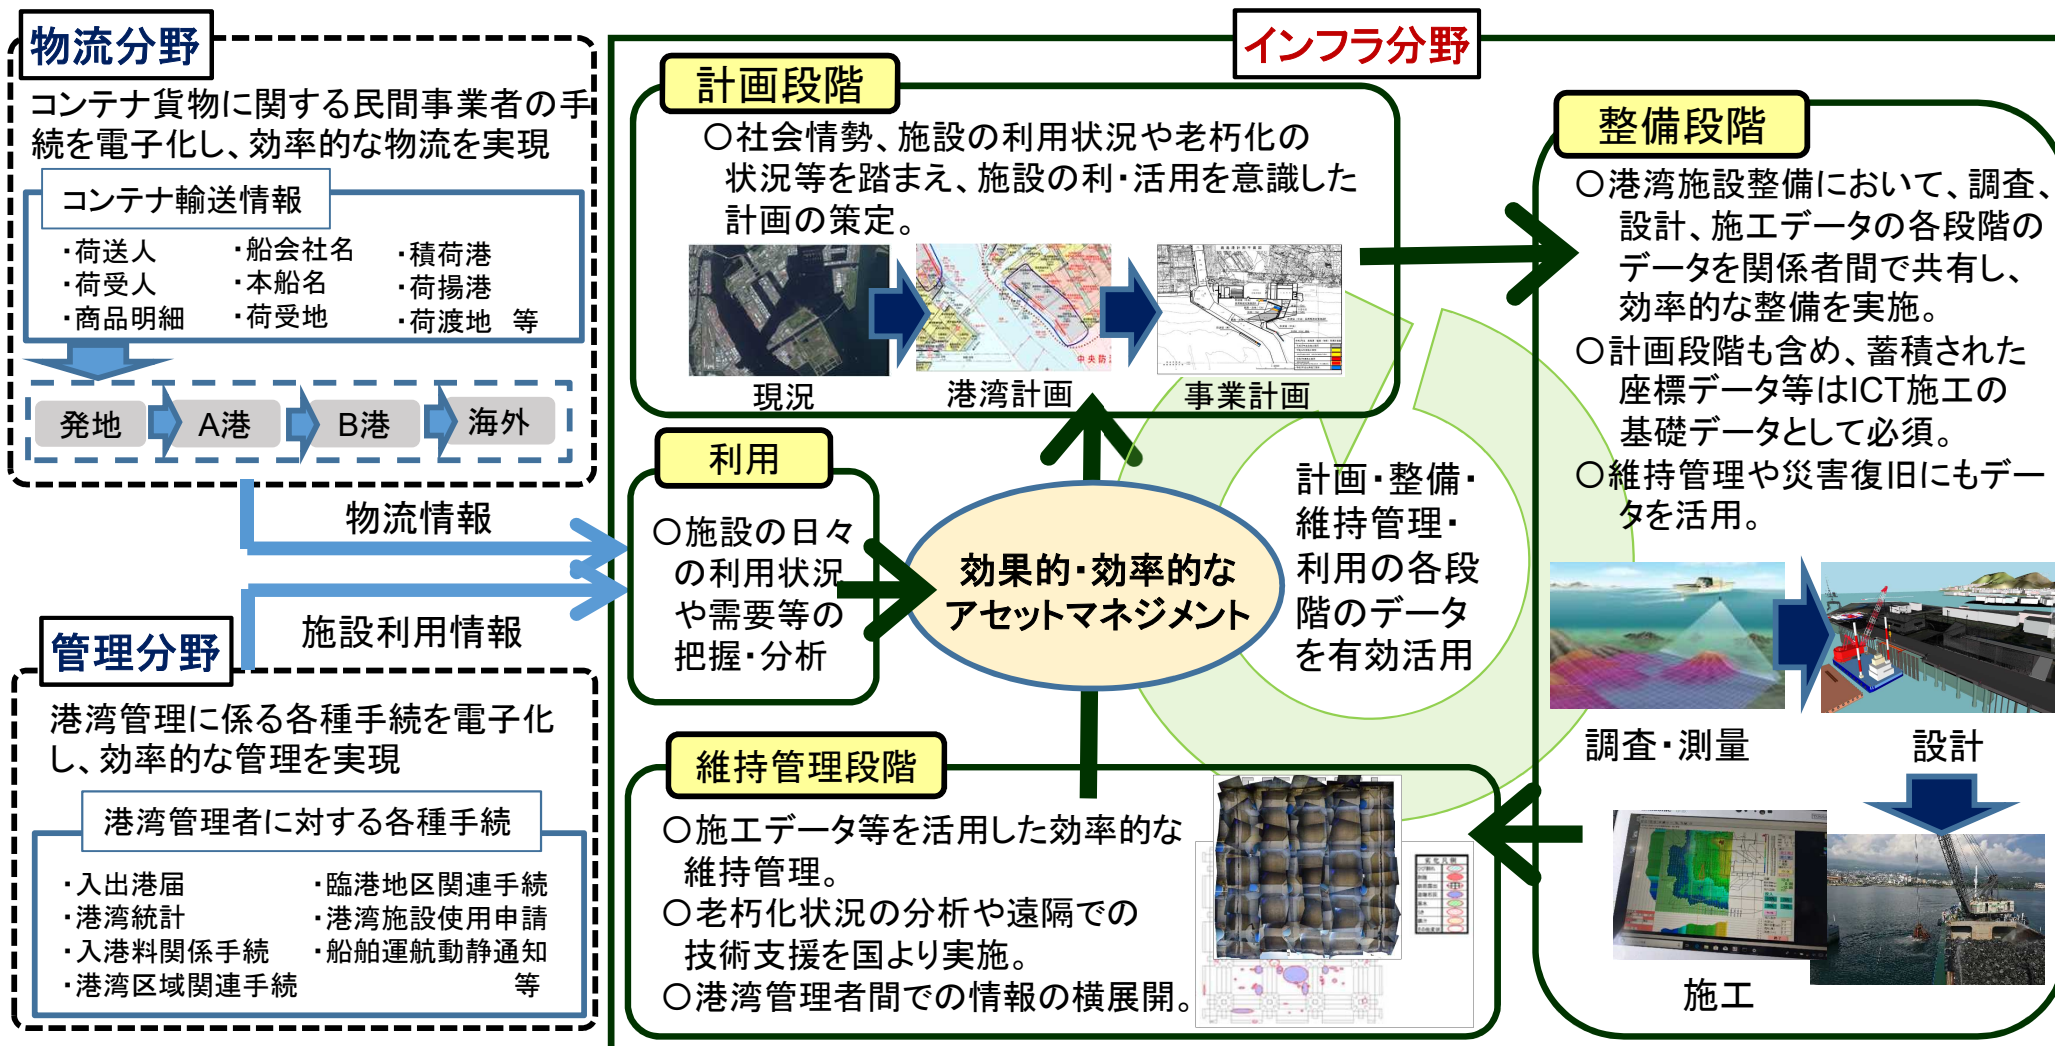 物流分野
コンテナ貨物に関する民間事業者の手
続を電子化し、効率的な物流を実現
コンテナ輸送情報
・荷送人
・荷受人
・商品明細
・船会社名
・本船名
・荷受地
・積荷港
・荷揚港
・荷渡地 等
発地
A港
B港
海外
物流情報
施設利用情報
管理分野
港湾管理に係る各種手続を電子化
し、効率的な管理を実現
港湾管理者に対する各種手続
・入出港届
・港湾統計
・入港料関係手続
・港湾区域関連手続
・臨港地区関連手続
・港湾施設使用申請
・船舶運航動静通知
等
インフラ分野
計画段階
○社会情勢、施設の利用状況や老朽化の
状況等を踏まえ、施設の利・活用を意識した
計画の策定。
中央防
現況
港湾計画
事業計画
利用
○施設の日々
の利用状況
や需要等の
把握・分析
効果的・効率的な
アセットマネジメント
計画・整備・
維持管理・
利用の各段
階のデータ
を有効活用
維持管理段階
○施工データ等を活用した効率的な
維持管理。
○老朽化状況の分析や遠隔での
技術支援を国より実施。
○港湾管理者間での情報の横展開。
整備段階
○港湾施設整備において、調査、
設計、施工データの各段階の
データを関係者間で共有し、
効率的な整備を実施。
○計画段階も含め、蓄積された
座標データ等はICT施工の
基礎データとして必須。
○維持管理や災害復旧にもデー
タを活用。
調査・測量
設計
施工